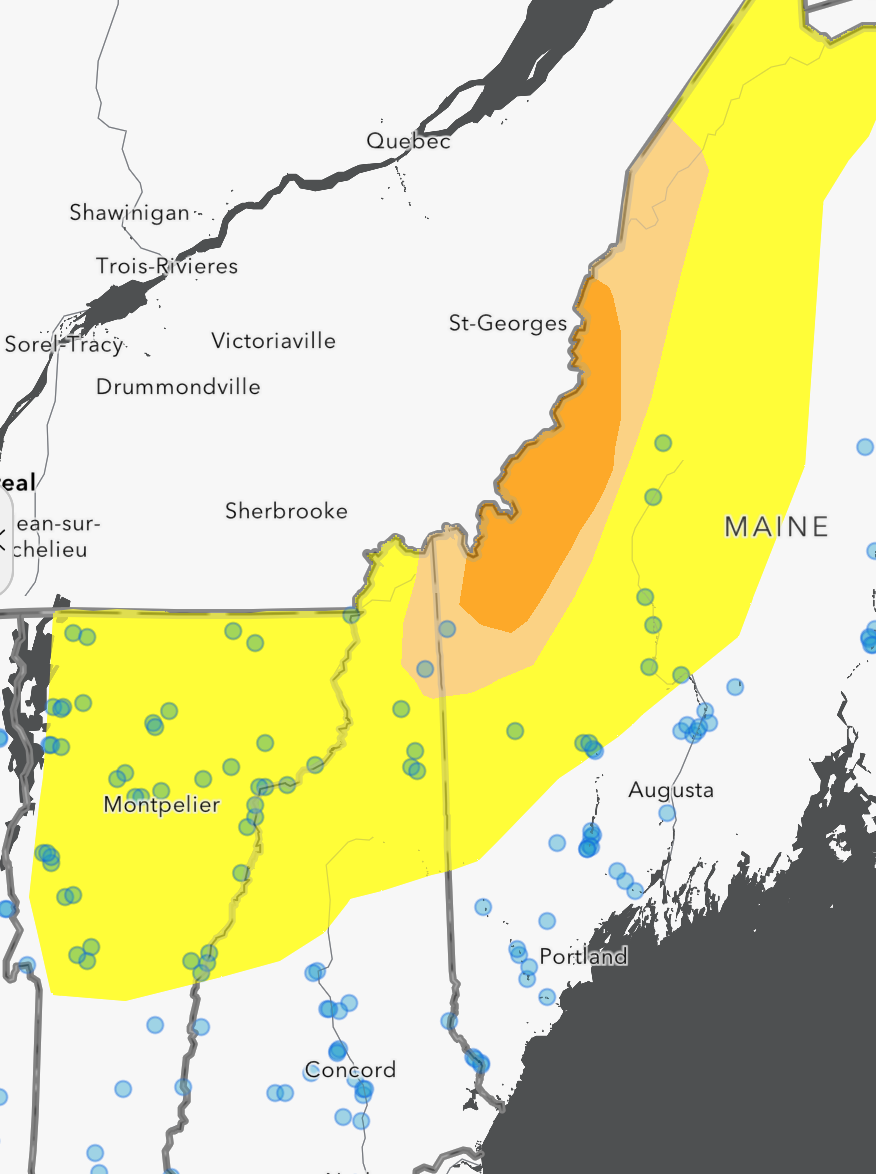 Quebec
Shawinigan
Trois-Rivieres
St-Georges
Victoriaville
Sorel-Tracy
Drummondville
real
Sherbrooke
ean-sur-
chelieu
MAINE
Augusta
Montpelier
Portland
Concord